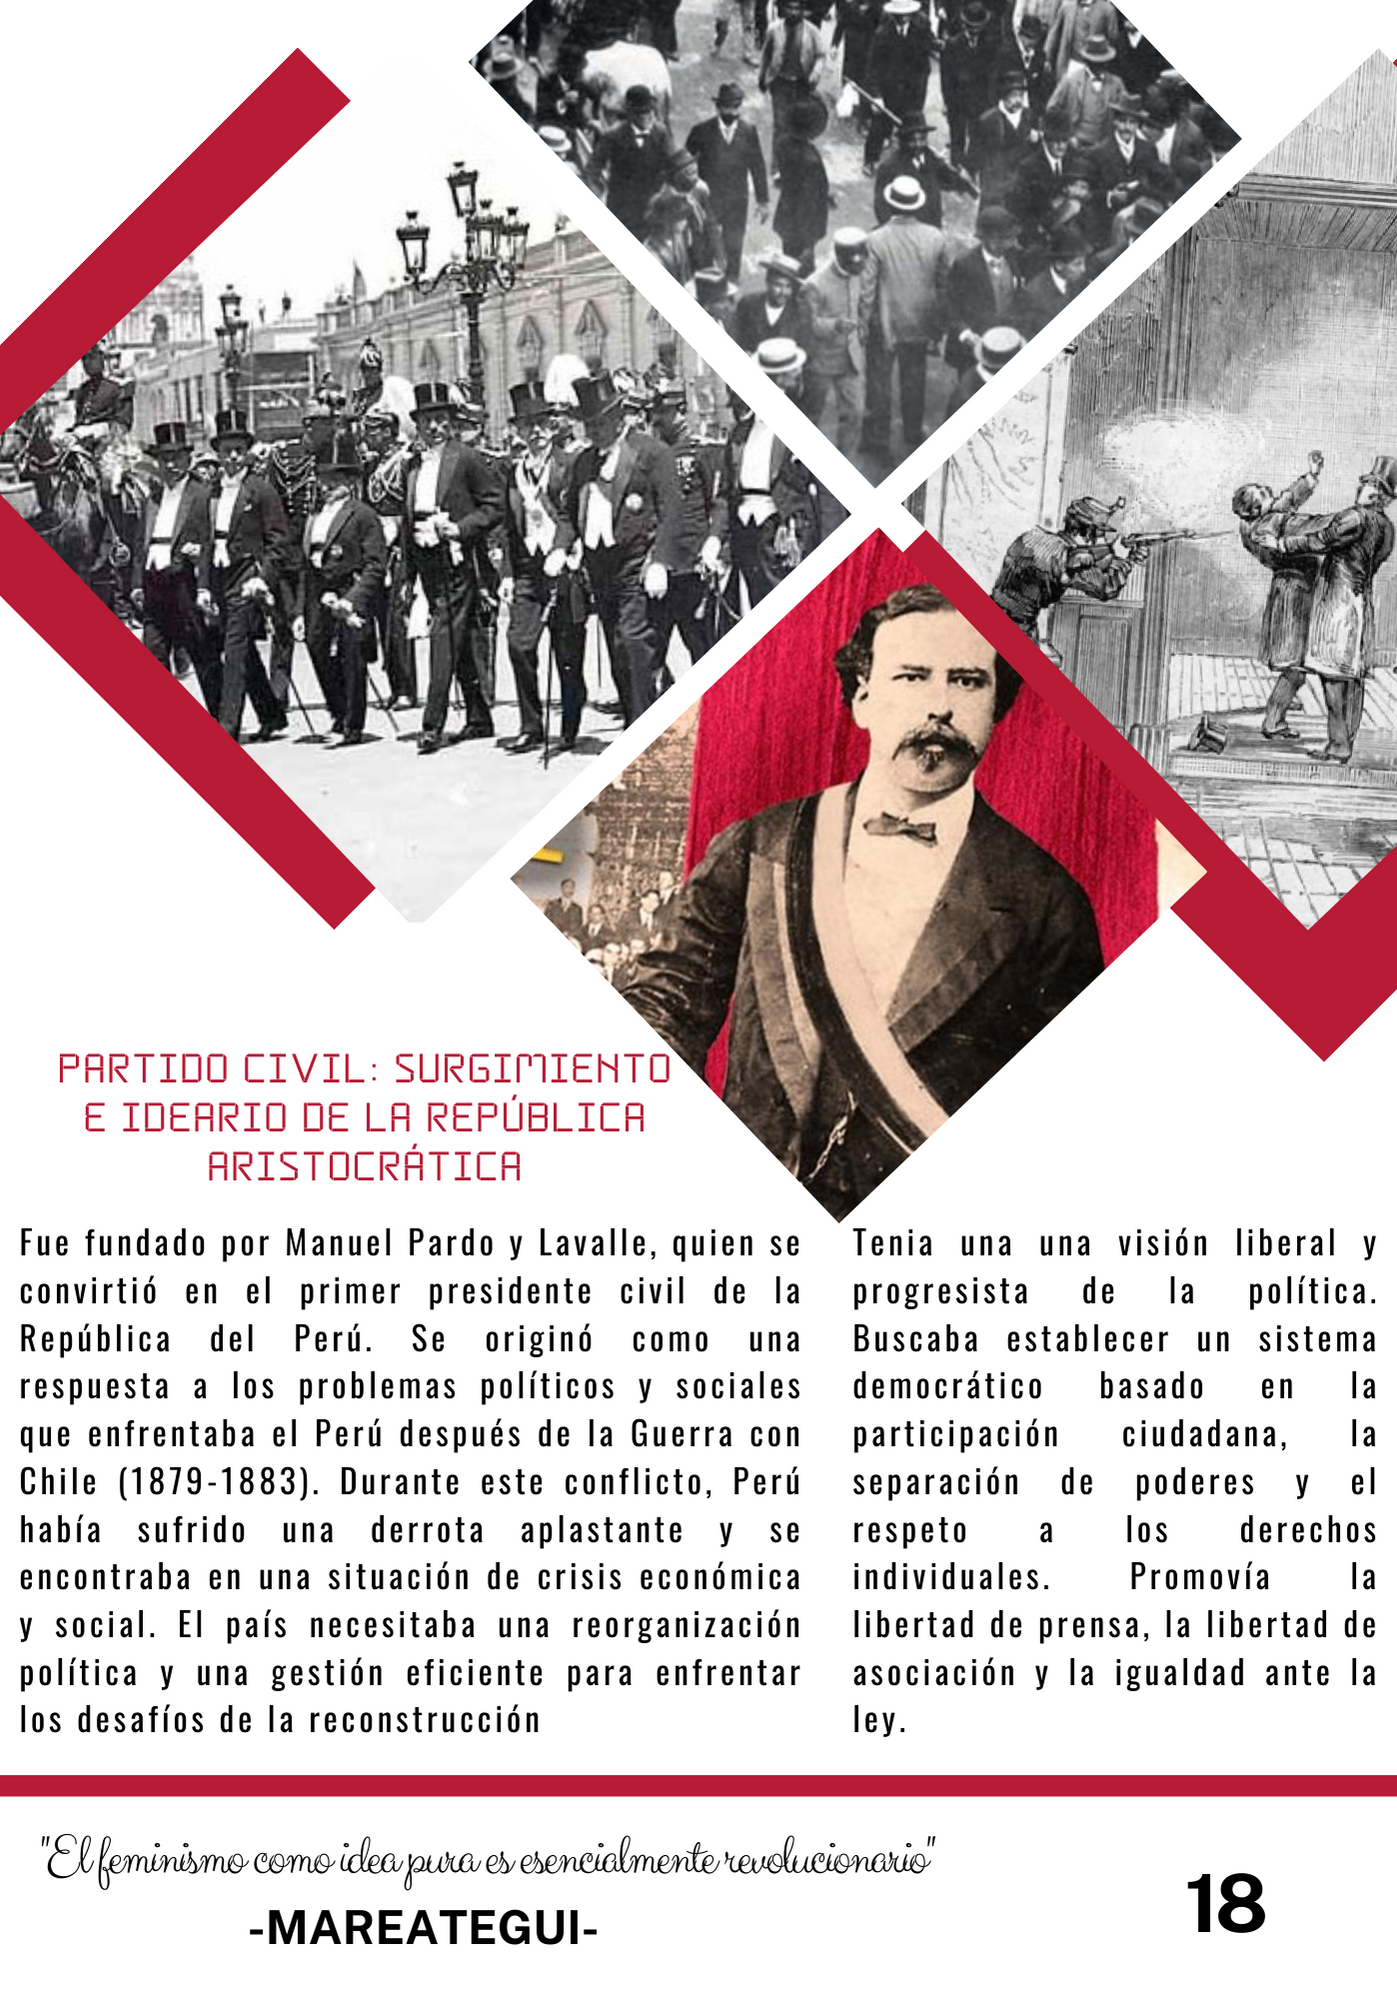 PARTIDO CIVIL: SURGIMIENTO
E IDEARIO DE LA REPÚBLICA
ARISTOCRÁTICA
Fue fundado por Manuel Pardo y Lavalle, quien se
convirtió en el primer presidente civil de la
República del Perú. Se originó como una
respuesta a los problemas políticos y sociales
que enfrentaba el Perú después de la Guerra con
Chile (1879-1883). Durante este conflicto, Perú
había sufrido una derrota aplastante y se
encontraba en una situación de crisis económica
y social. El país necesitaba una reorganización
política y una gestión eficiente para enfrentar
los desafíos de la reconstrucción
Tenia una una visión liberal y
progresista de la política.
Buscaba establecer un sistema
democrático basado en la
participación ciudadana, la
separación de poderes y el
respeto a los derechos
individuales. Promovía la
libertad de prensa, la libertad de
asociación y la igualdad ante la
ley.
"El feminismo como idea pura es esencialmente revolucionario"
-MAREATEGUI-
18